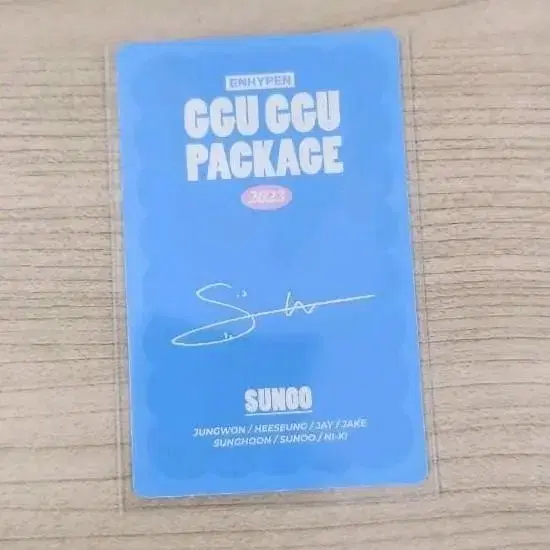 ENHYPEN
GGU GGU
PACKAGE
2023
SUNOO
JUNGWON / HEESEUNG / JAY / JAKE
SUNGHOON / SUNOO / NI-KI